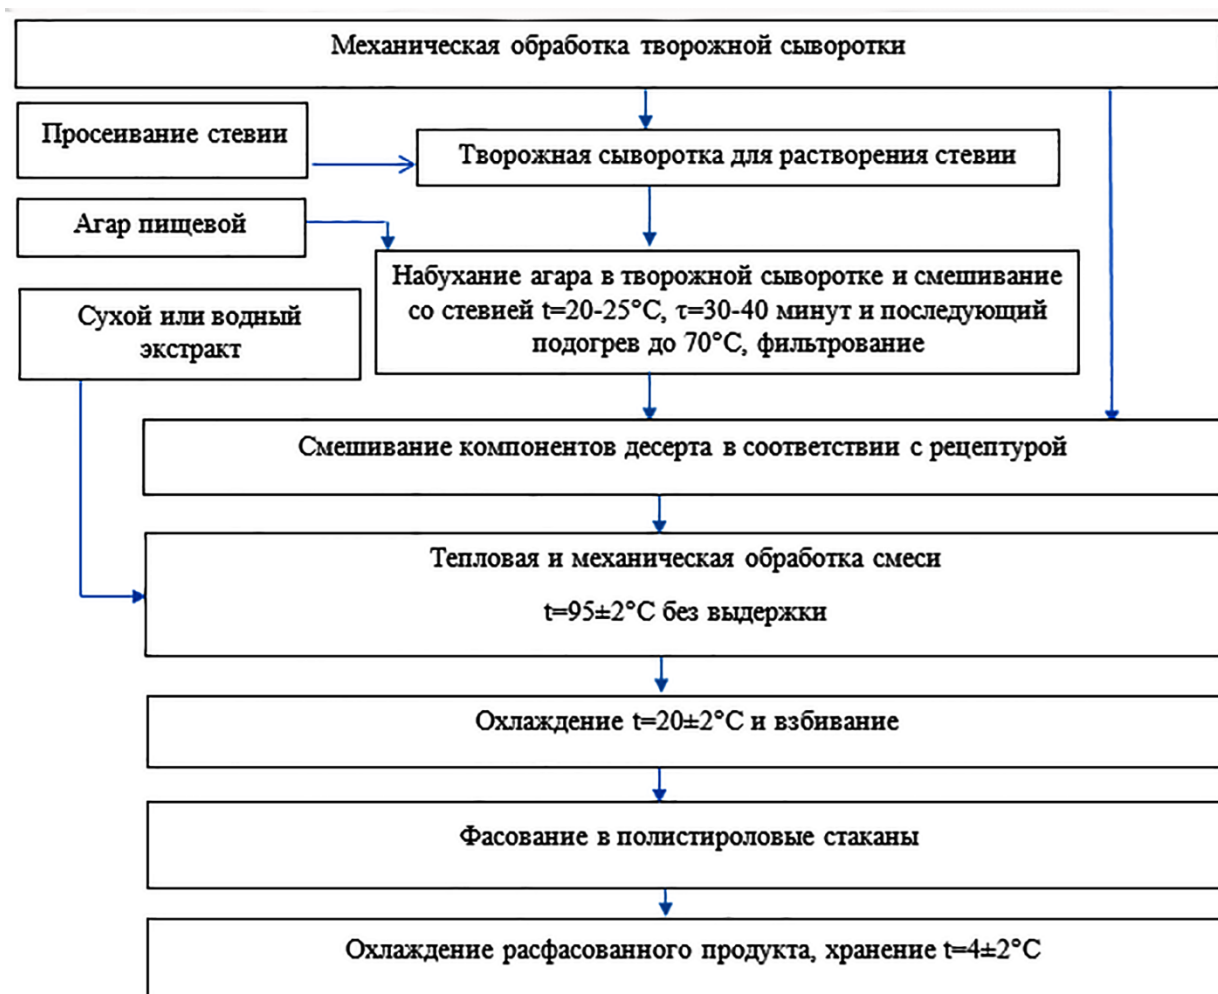 Механическая обработка творожной сыворотки
Просеивание стевии
Творожная сыворотка для растворения стевии
Агар пищевой
Набухание агара в творожной сыворотке и смешивание
со стевией t=20-25°C, τ=30-40 минут и последующий
подогрев до 70°C, фильтрование
Сухой или водный
экстракт
Смешивание компонентов десерта в соответствии с рецептурой
Тепловая и механическая обработка смеси
t=95±2°C без выдержки
Охлаждение t=20±2°C и взбивание
Фасование в полистироловые стаканы
Охлаждение расфасованного продукта, хранение t=4±2°C